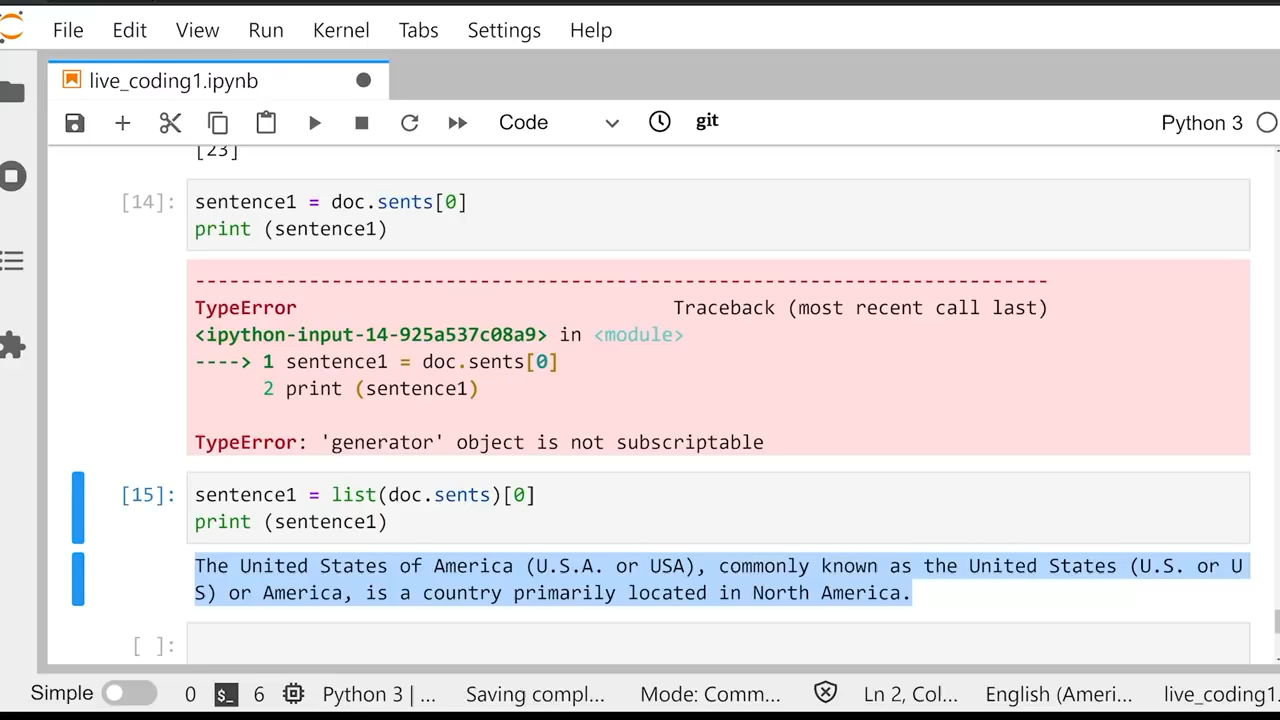 File Edit View Run Kernel Tabs Settings Help
live_coding1.ipynb
Code git Python 3
[23]
[14]: sentence1 = doc.sents[0]
print (sentence1)
---------------------------------------------------------------------------
TypeError Traceback (most recent call last)
<ipython-input-14-925a537c08a9> in <module>
----> 1 sentence1 = doc.sents[0]
2 print (sentence1)
TypeError: 'generator' object is not subscriptable
[15]: sentence1 = list(doc.sents)[0]
print (sentence1)
The United States of America (U.S.A. or USA), commonly known as the United States (U.S. or U
S) or America, is a country primarily located in North America.
[ ]:
Simple 0 $_ 6 Python 3 | ... Saving compl... Mode: Comm... Ln 2, Col... English (Ameri... live_coding1.